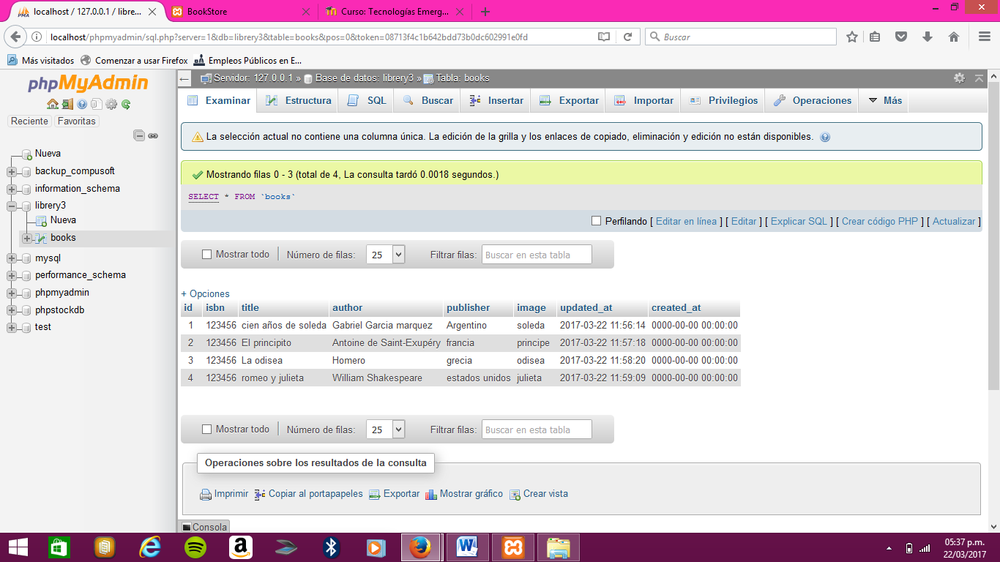 localhost / 127.0.0.1 / libre...
BookStore
Curso: Tecnologías Emerg...
localhost/phpmyadmin/sql.php?server=1&db=librery3&table=books&pos=0&token=08713f4c1b642bdd73b0dc602991e0fd
Buscar
Más visitados Comenzar a usar Firefox Empleos Públicos en E...
phpMyAdmin
Reciente Favoritas
Nueva
backup_compusoft
information_schema
librery3
Nueva
books
mysql
performance_schema
phpmyadmin
phpstockdb
test
Servidor: 127.0.0.1 » Base de datos: librery3 » Tabla: books
Examinar Estructura SQL Buscar Insertar Exportar Importar Privilegios Operaciones Más
La selección actual no contiene una columna única. La edición de la grilla y los enlaces de copiado, eliminación y edición no están disponibles.
Mostrando filas 0 - 3 (total de 4, La consulta tardó 0.0018 segundos.)
SELECT * FROM `books`
Perfilando [ Editar en línea ] [ Editar ] [ Explicar SQL ] [ Crear código PHP ] [ Actualizar ]
Mostrar todo Número de filas: 25 Filtrar filas: Buscar en esta tabla
+ Opciones
id isbn title author publisher image updated_at created_at
1 123456 cien años de soleda Gabriel Garcia marquez Argentino soleda 2017-03-22 11:56:14 0000-00-00 00:00:00
2 123456 El principito Antoine de Saint-Exupéry francia principe 2017-03-22 11:57:18 0000-00-00 00:00:00
3 123456 La odisea Homero grecia odisea 2017-03-22 11:58:20 0000-00-00 00:00:00
4 123456 romeo y julieta William Shakespeare estados unidos julieta 2017-03-22 11:59:09 0000-00-00 00:00:00
Mostrar todo Número de filas: 25 Filtrar filas: Buscar en esta tabla
Operaciones sobre los resultados de la consulta
Imprimir Copiar al portapapeles Exportar Mostrar gráfico Crear vista
Consola
05:37 p.m.
22/03/2017